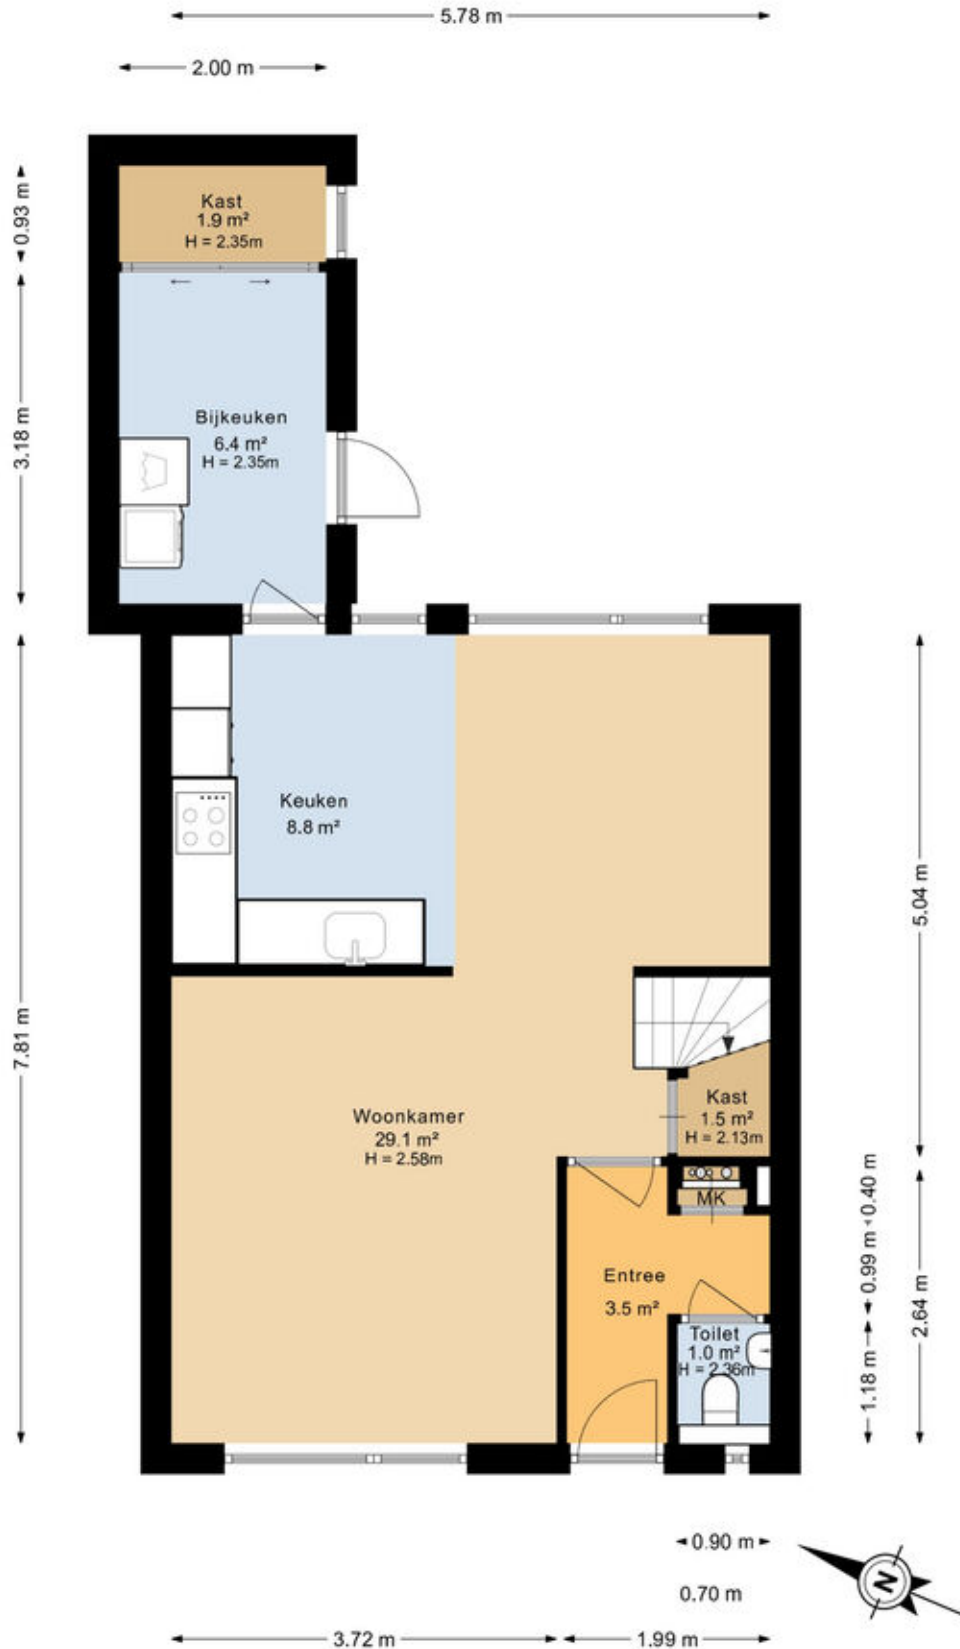 5.78 m
2.00 m
0.93 m
Kast
1.9 m²
H = 2.35m
3.18 m
Bijkeuken
6.4 m²
H = 2.35m
Keuken
8.8 m²
5.04 m
7.81 m
Woonkamer
29.1 m²
H = 2.58m
Kast
1.5 m²
H = 2.13m
MK
0.40 m
0.99 m
Entree
3.5 m²
2.64 m
Toilet
1.0 m²
H = 2.36m
1.18 m
0.90 m
0.70 m
N
3.72 m
1.99 m